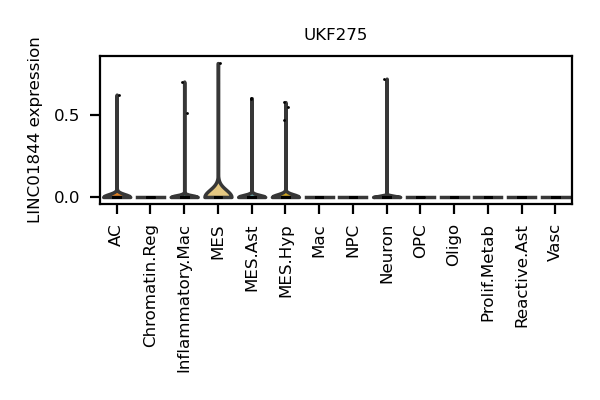 UKF275
LINC01844 expression
0.5
0.0
AC
Chromatin.Reg
Inflammatory.Mac
MES
MES.Ast
MES.Hyp
Mac
NPC
Neuron
OPC
Oligo
Prolif.Metab
Reactive.Ast
Vasc